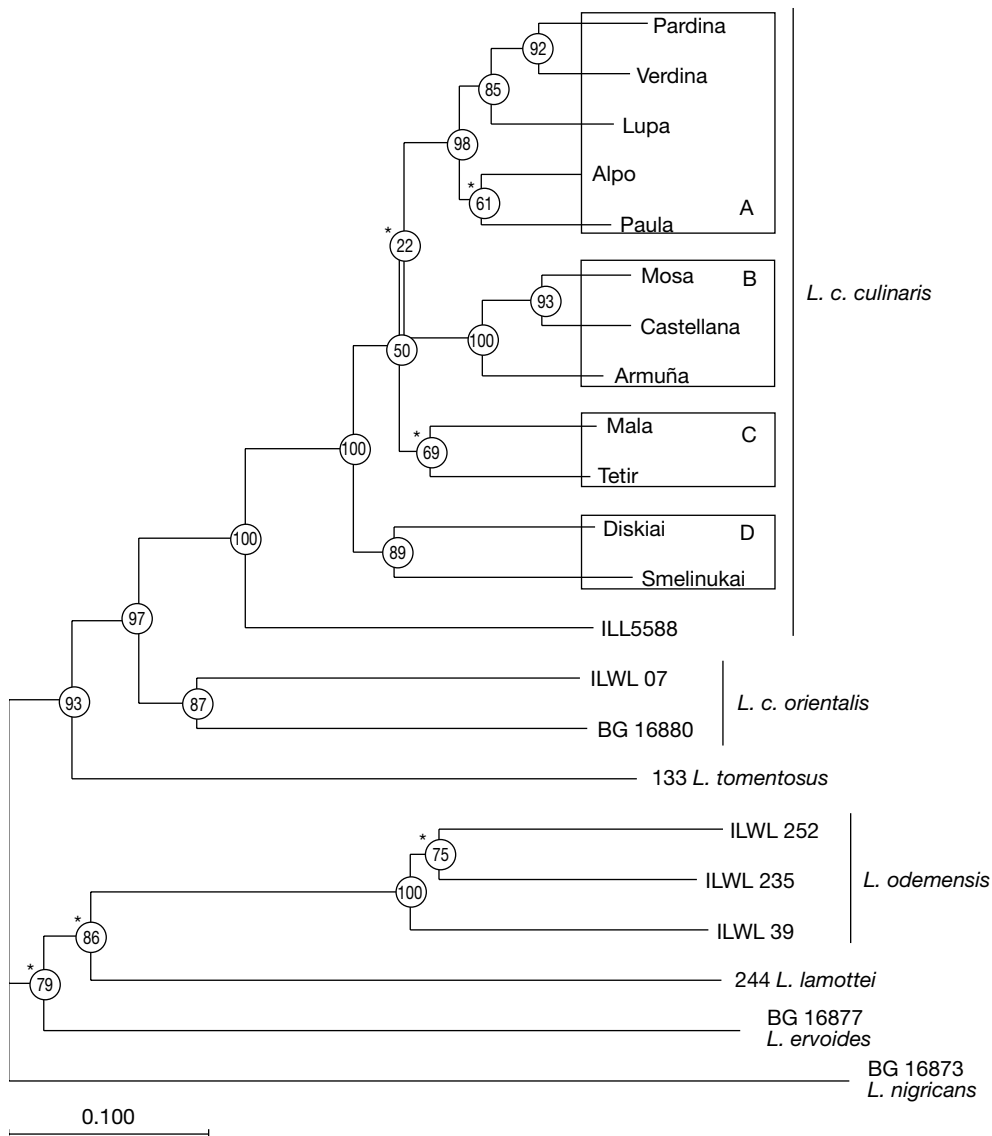 Pardina
92
Verdina
85
Lupa
98
Alpo
*
61
A
Paula
*
22
Mosa
B
93
L. c. culinaris
Castellana
100
50
Armuña
Mala
*
C
69
100
Tetir
Diskiai
D
100
89
Smelinukai
97
ILL5588
ILWL 07
93
87
L. c. orientalis
BG 16880
133 L. tomentosus
ILWL 252
*
75
ILWL 235
L. odemensis
100
*
86
ILWL 39
*
79
244 L. lamottei
BG 16877
L. ervoides
BG 16873
L. nigricans
0.100